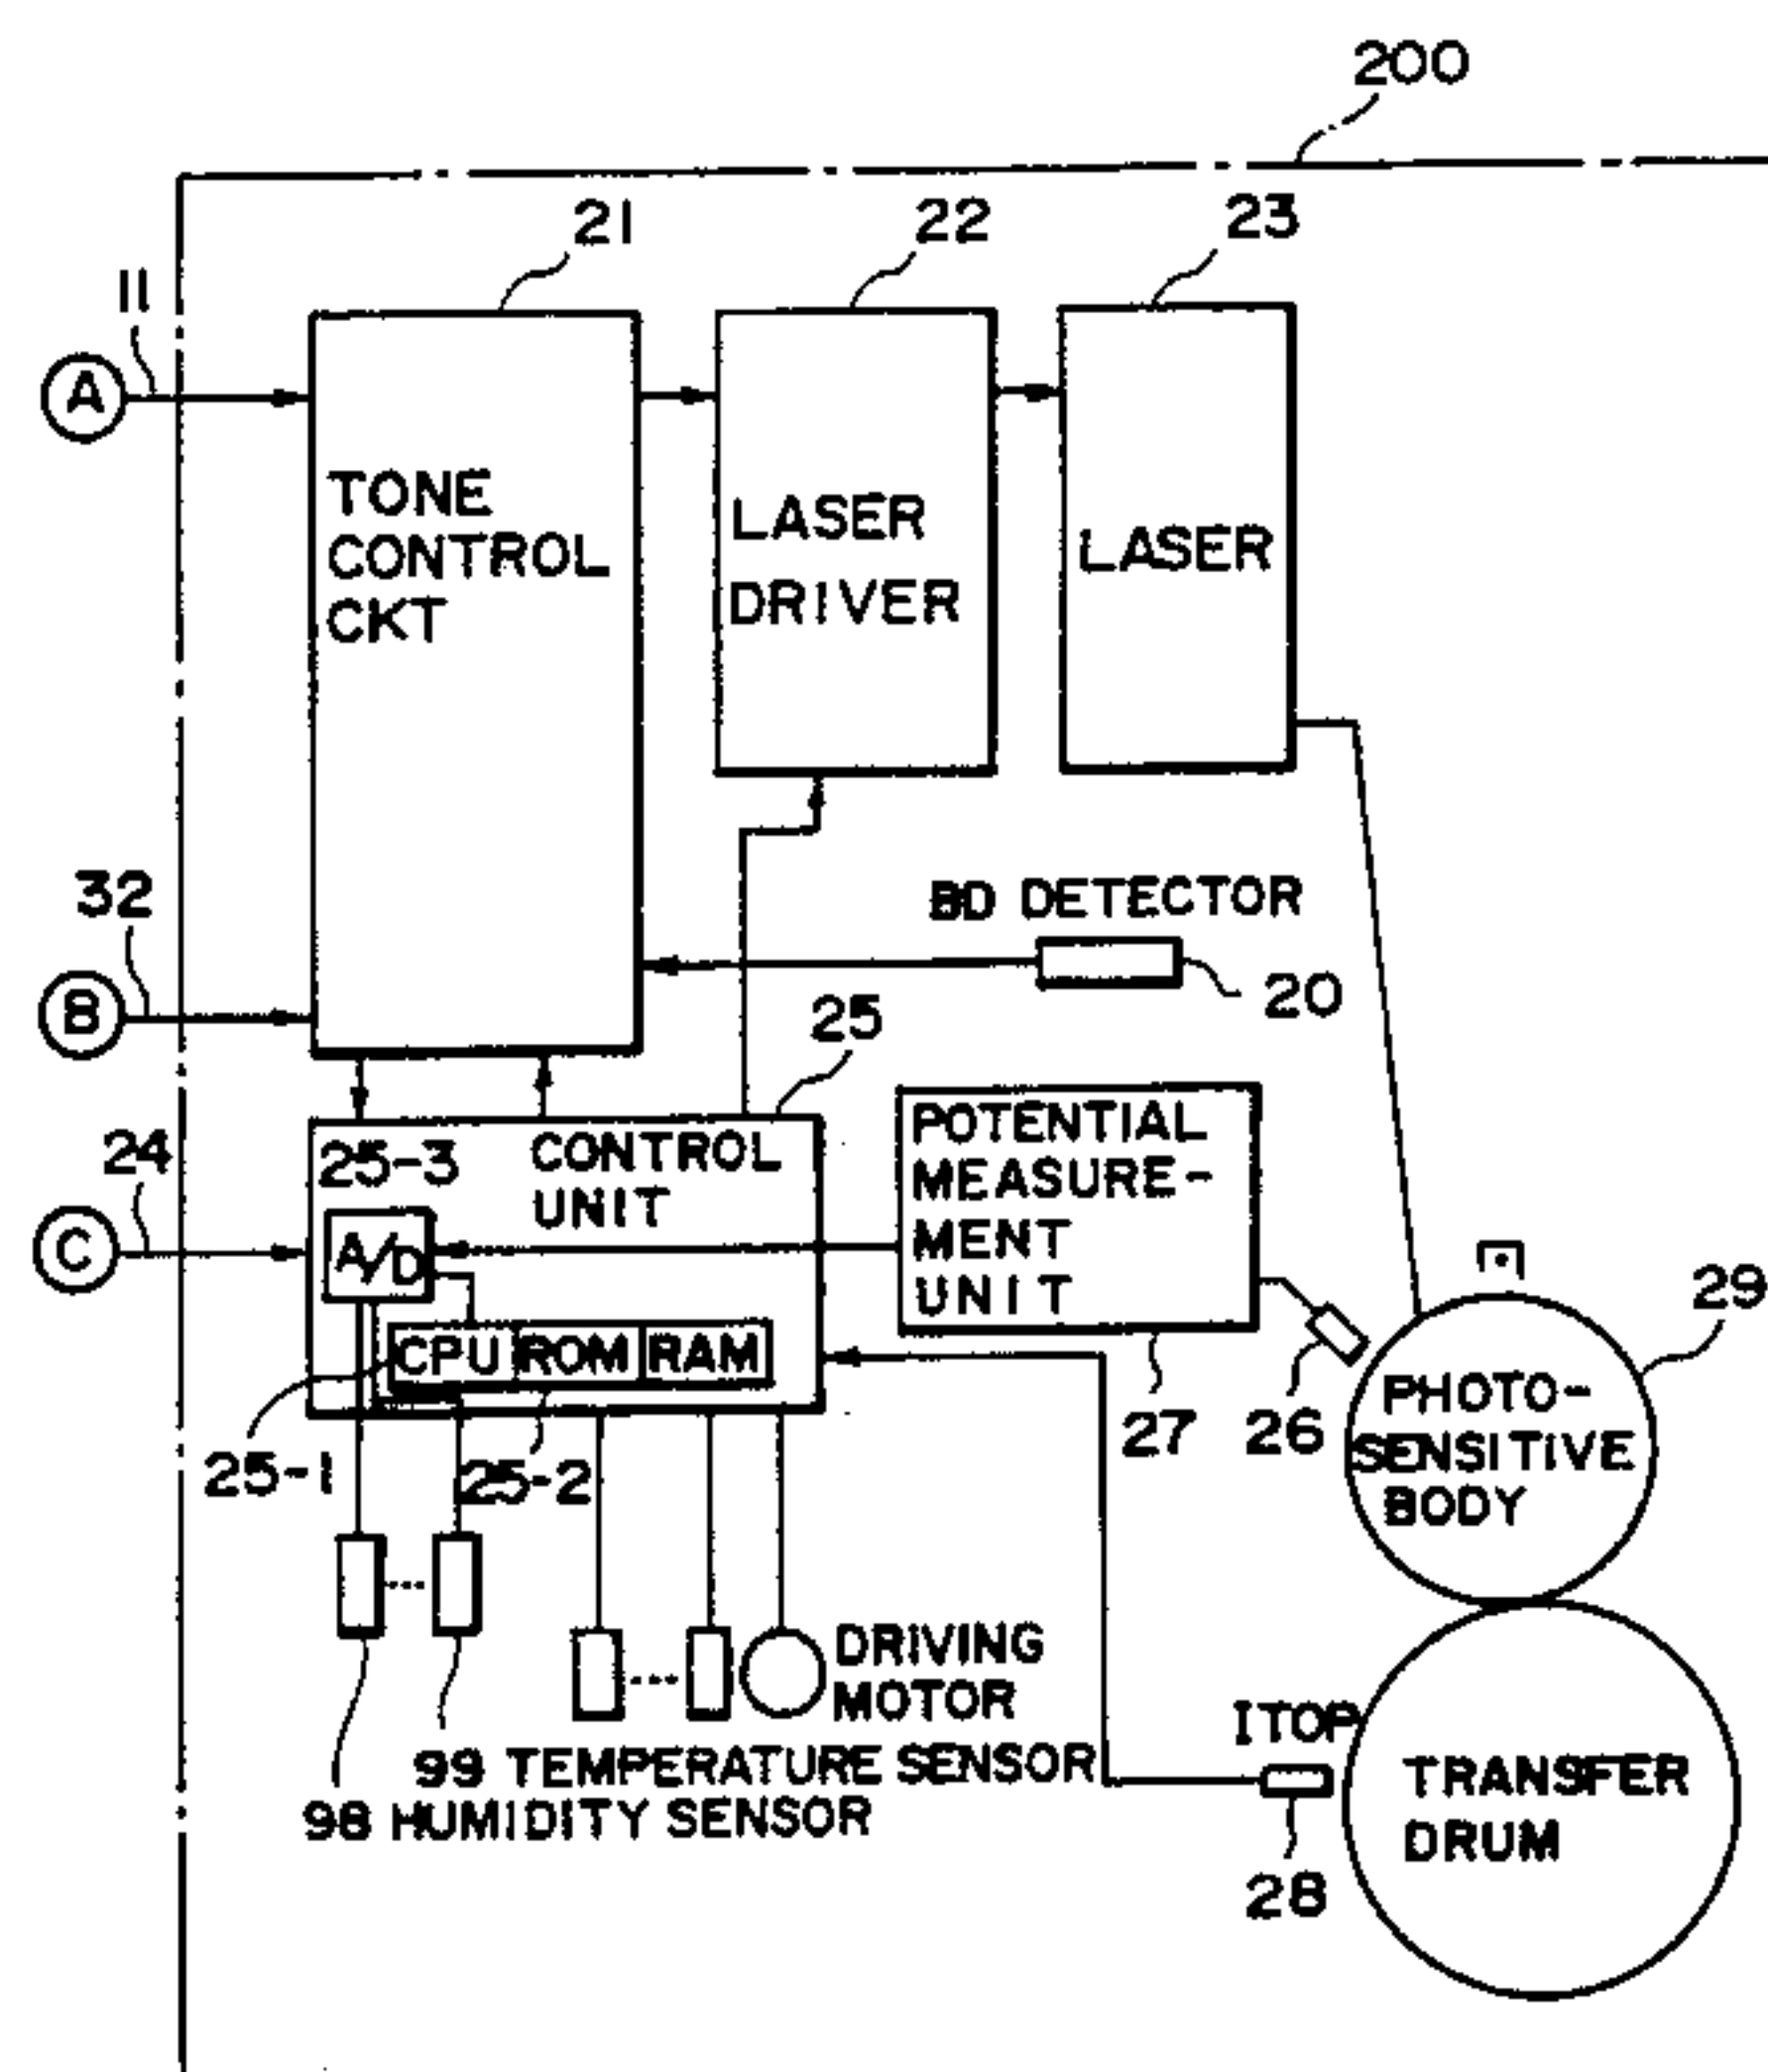 200
21
22
23
11
A
TONE
CONTROL
CKT
LASER
DRIVER
LASER
32
BD DETECTOR
20
B
25
24
25-3
CONTROL
UNIT
POTENTIAL
MEASURE-
MENT
UNIT
C
A/D
29
CPU
ROM
RAM
26
27
PHOTO-
SENSITIVE
BODY
25-1
25-2
DRIVING
MOTOR
ITOP
99 TEMPERATURE SENSOR
98 HUMIDITY SENSOR
28
TRANSFER
DRUM